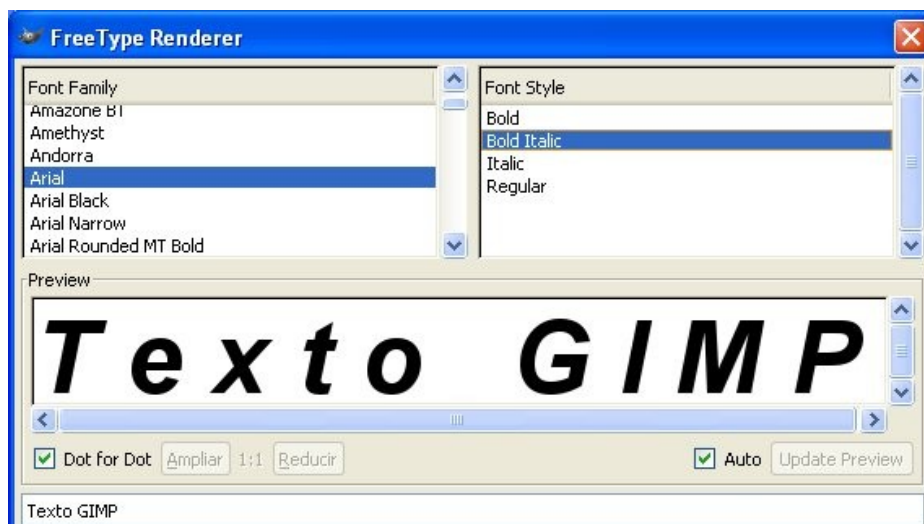 FreeType Renderer
Font Family
Amazone BT
Amethyst
Andorra
Arial
Arial Black
Arial Narrow
Arial Rounded MT Bold
Font Style
Bold
Bold Italic
Italic
Regular
Preview
Texto GIMP
Dot for Dot Ampliar 1:1 Reducir Auto Update Preview
Texto GIMP